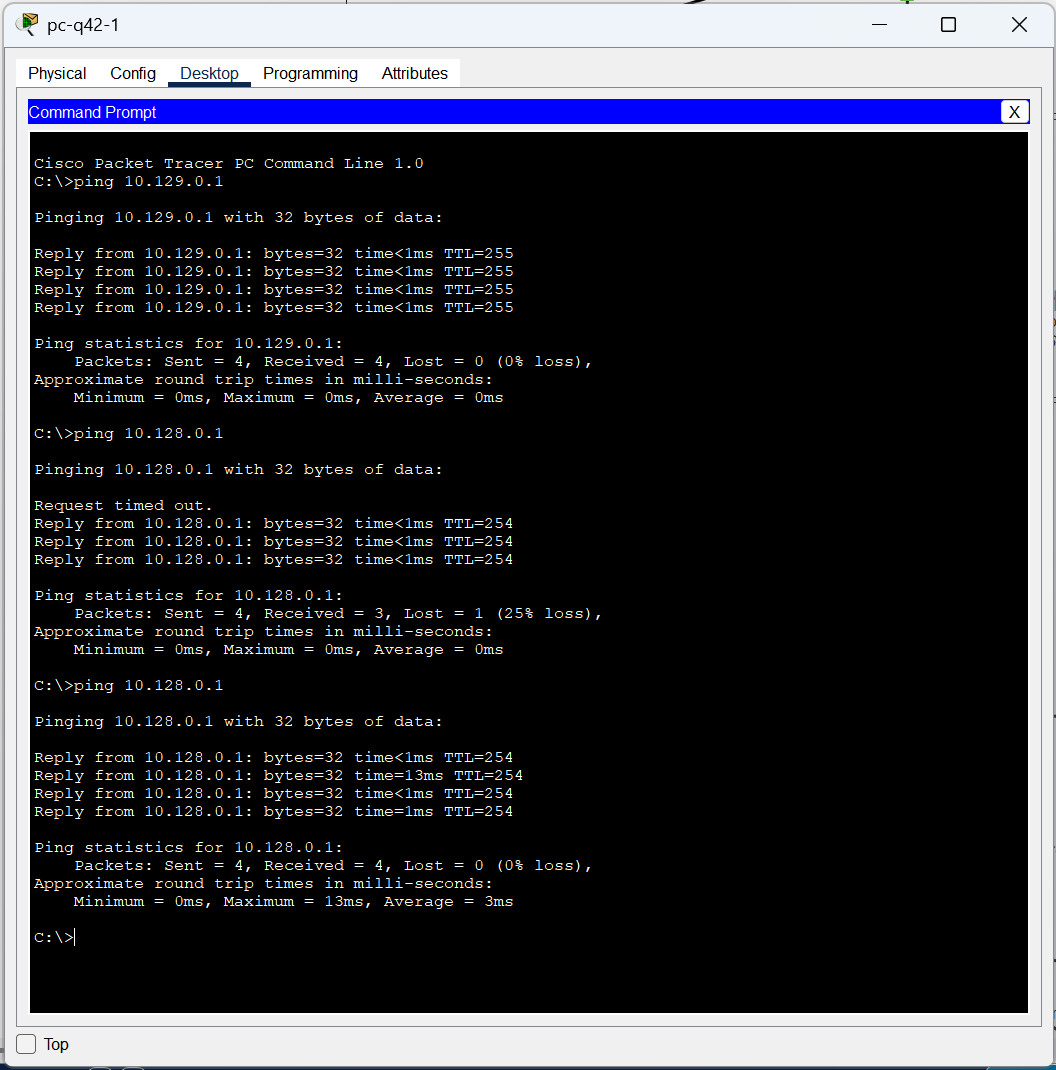 pc-q42-1
Physical Config Desktop Programming Attributes
Command Prompt X
Cisco Packet Tracer PC Command Line 1.0
C:\>ping 10.129.0.1
Pinging 10.129.0.1 with 32 bytes of data:
Reply from 10.129.0.1: bytes=32 time<1ms TTL=255
Reply from 10.129.0.1: bytes=32 time<1ms TTL=255
Reply from 10.129.0.1: bytes=32 time<1ms TTL=255
Reply from 10.129.0.1: bytes=32 time<1ms TTL=255
Ping statistics for 10.129.0.1:
Packets: Sent = 4, Received = 4, Lost = 0 (0% loss),
Approximate round trip times in milli-seconds:
Minimum = 0ms, Maximum = 0ms, Average = 0ms
C:\>ping 10.128.0.1
Pinging 10.128.0.1 with 32 bytes of data:
Request timed out.
Reply from 10.128.0.1: bytes=32 time<1ms TTL=254
Reply from 10.128.0.1: bytes=32 time<1ms TTL=254
Reply from 10.128.0.1: bytes=32 time<1ms TTL=254
Ping statistics for 10.128.0.1:
Packets: Sent = 4, Received = 3, Lost = 1 (25% loss),
Approximate round trip times in milli-seconds:
Minimum = 0ms, Maximum = 0ms, Average = 0ms
C:\>ping 10.128.0.1
Pinging 10.128.0.1 with 32 bytes of data:
Reply from 10.128.0.1: bytes=32 time<1ms TTL=254
Reply from 10.128.0.1: bytes=32 time=13ms TTL=254
Reply from 10.128.0.1: bytes=32 time<1ms TTL=254
Reply from 10.128.0.1: bytes=32 time=1ms TTL=254
Ping statistics for 10.128.0.1:
Packets: Sent = 4, Received = 4, Lost = 0 (0% loss),
Approximate round trip times in milli-seconds:
Minimum = 0ms, Maximum = 13ms, Average = 3ms
C:\>
Top